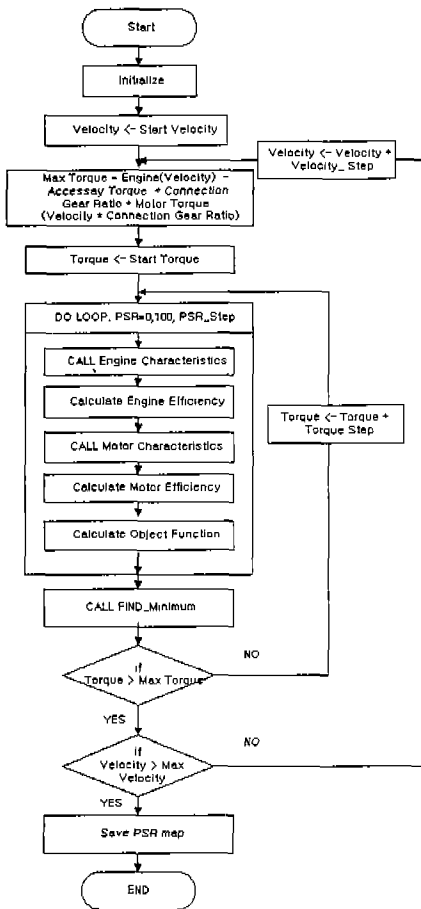 Start
Initialize
Velocity <- Start Velocity
Velocity <- Velocity +
Velocity_ Step
Max Torque - Engine(Velocity) -
Accessay Torque + Connection
Gear Ratio * Motor Torque
(Velocity * Connection Gear Ratio)
Torque <- Start Torque
DO LOOP, PSR=0,100, PSR_Step
CALL Engine Characteristics
Calculate Engine Efficiency
CALL Motor Characteristics
Calculate Motor Efficiency
Calculate Object Function
Torque <- Torque +
Torque Step
CALL FIND_Minimum
if
Torque > Max Torque
NO
YES
if
Velocity > Max
Velocity
NO
YES
Save PSR map
END